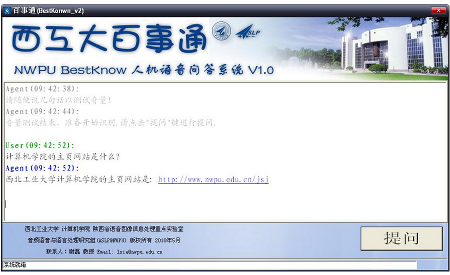 百事通(BestKonwn_v2)
西工大百事通
ASLP
NWPU BestKnow 人机语音问答系统 V1.0
Agent(09:42:38):
请随便说几句话以测试音量!
Agent(09:42:44):
音量测试结束。准备开始识别,请点击"提问"键进行提问.
User(09:42:52):
计算机学院的主页网站是什么?
Agent(09:42:52):
西北工业大学计算机学院的主页网站是: http://www.nwpu.edu.cn/jsj
西北工业大学 计算机学院 陕西省语音图像信息处理重点实验室
音频语音与语言处理研究组(ASLP@NWPU) 版权所有 2010年5月
联系人: 谢磊 教授 Email: lxie@nwpu.edu.cn
提问
系统就绪